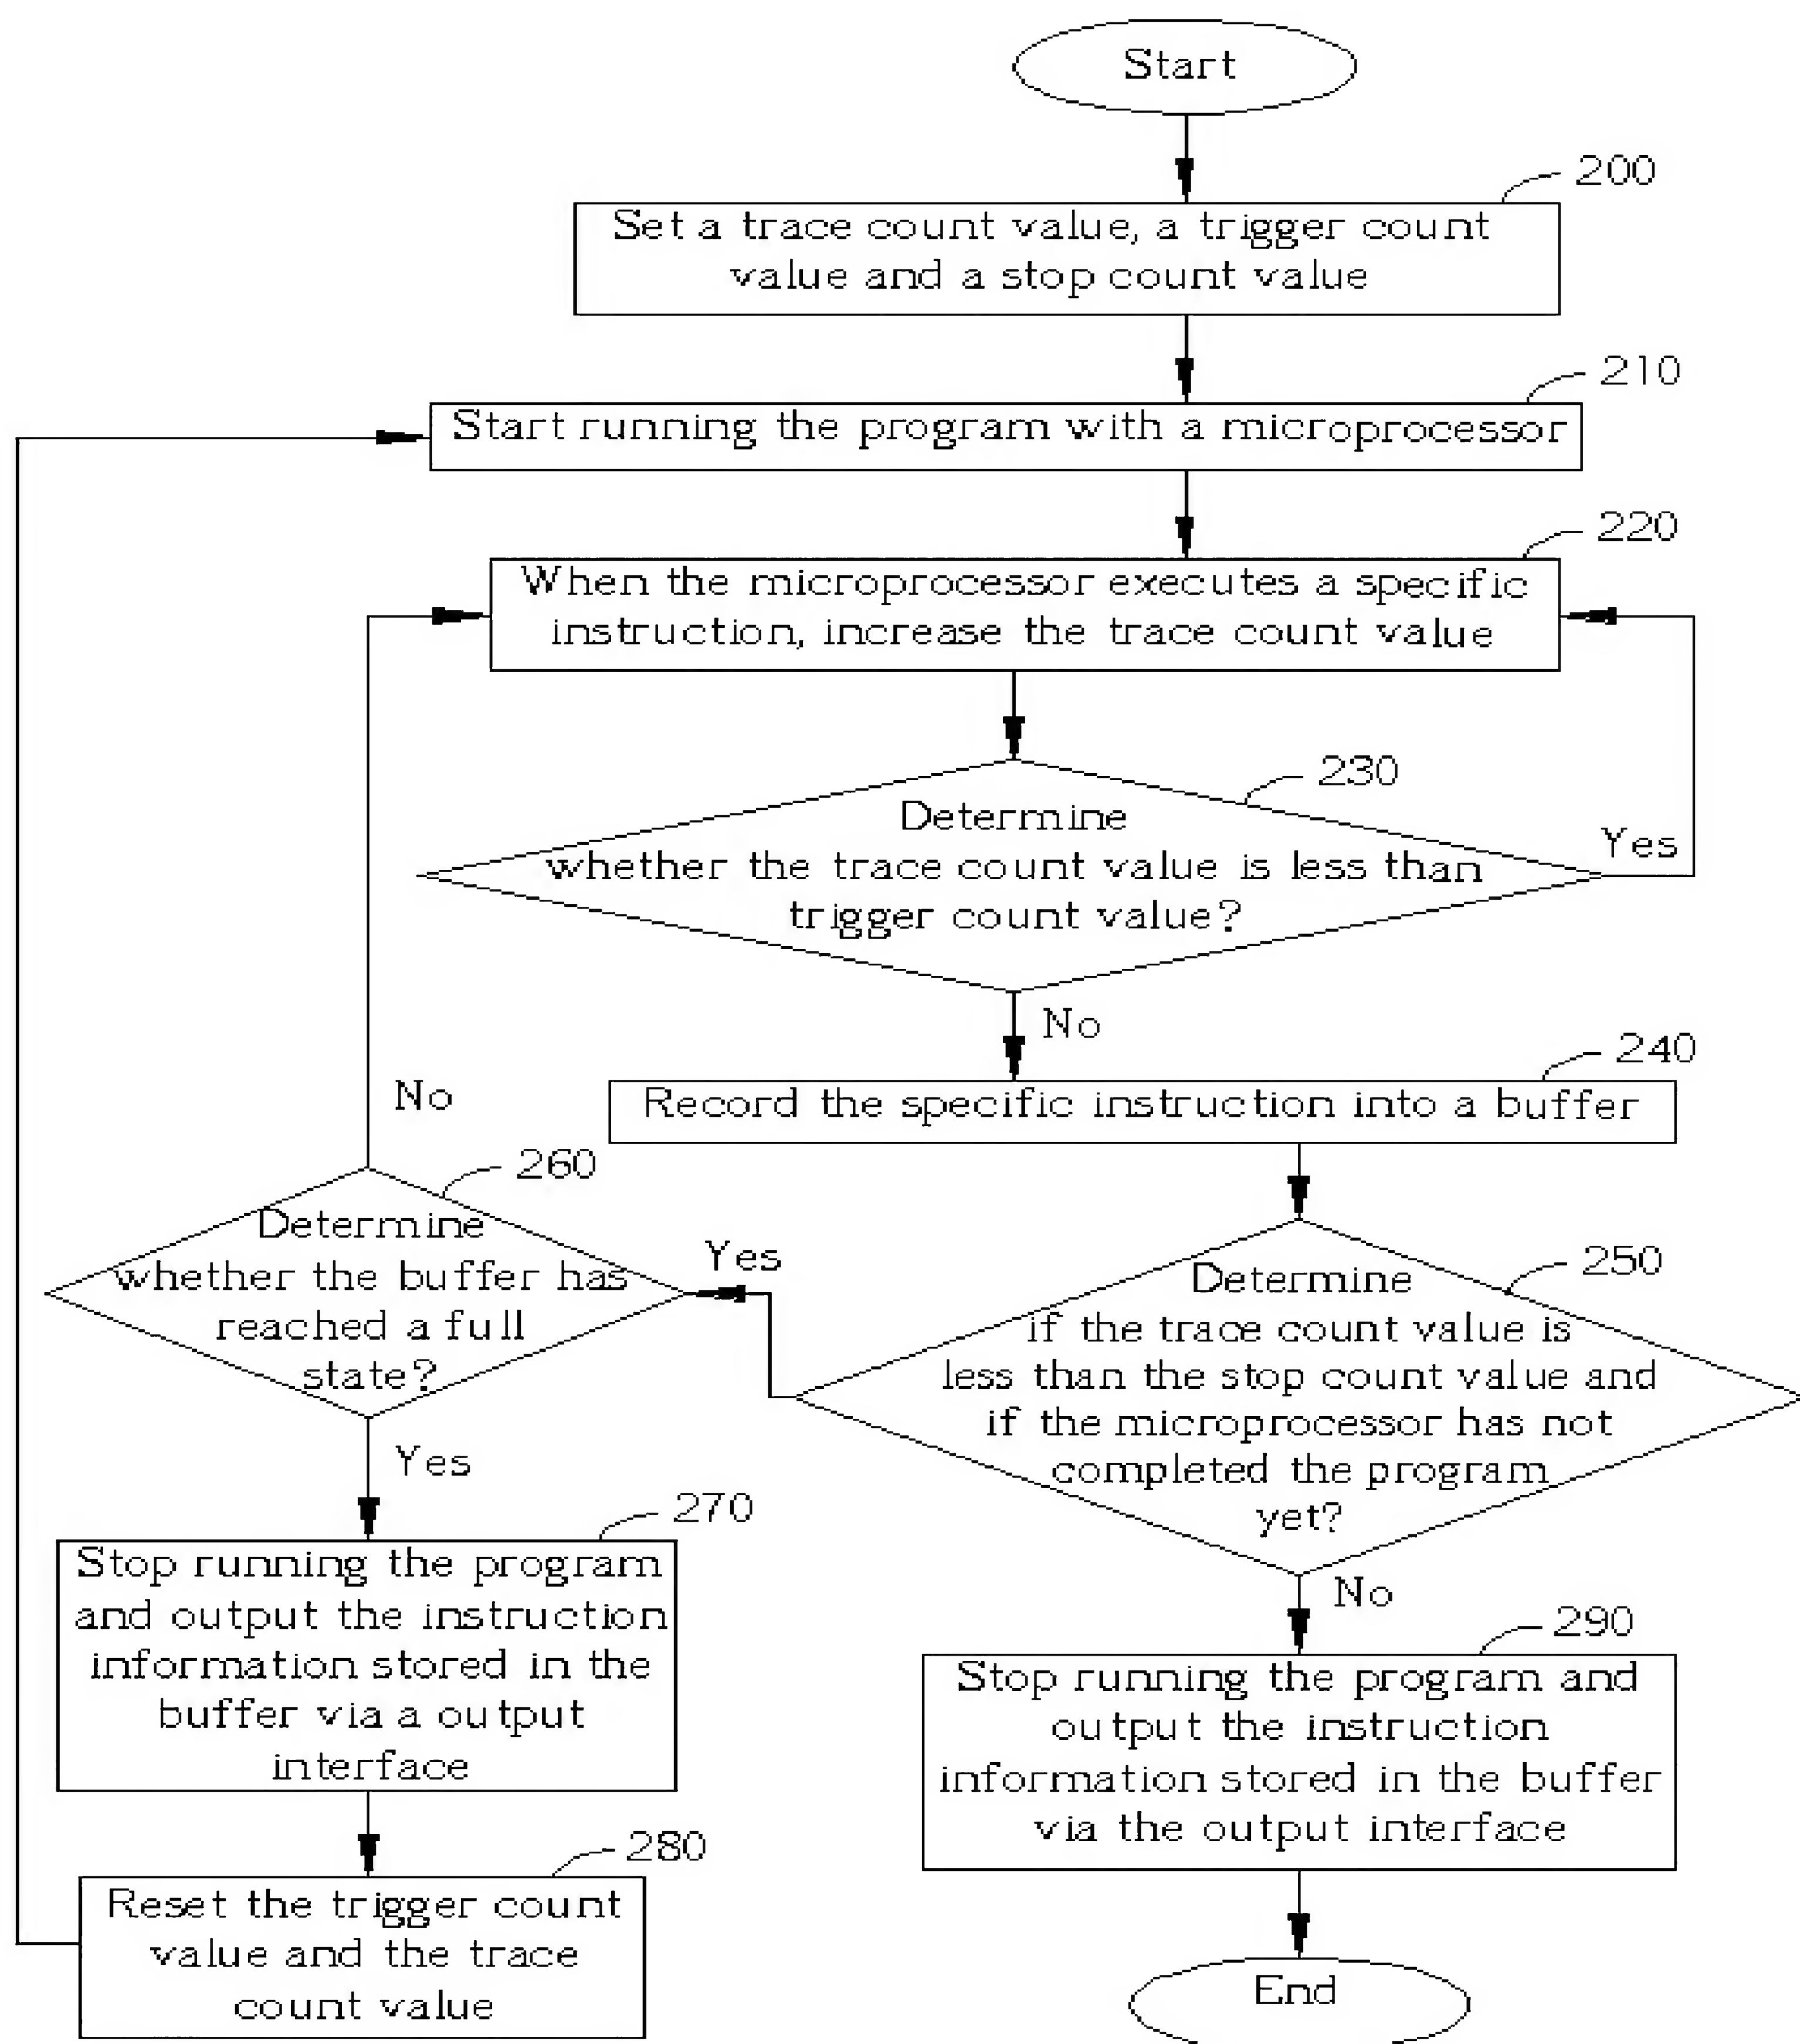 Start
200
Set a trace count value, a trigger count
value and a stop count value
210
Start running the program with a microprocessor
220
When the microprocessor executes a specific
instruction, increase the trace count value
230
Determine
whether the trace count value is less than
trigger count value?
Yes
No
240
Record the specific instruction into a buffer
No
260
Determine
whether the buffer has
reached a full
state?
Yes
250
Determine
if the trace count value is
less than the stop count value and
if the microprocessor has not
completed the program
yet?
Yes
270
Stop running the program
and output the instruction
information stored in the
buffer via a output
interface
No
290
Stop running the program and
output the instruction
information stored in the buffer
via the output interface
280
Reset the trigger count
value and the trace
count value
End